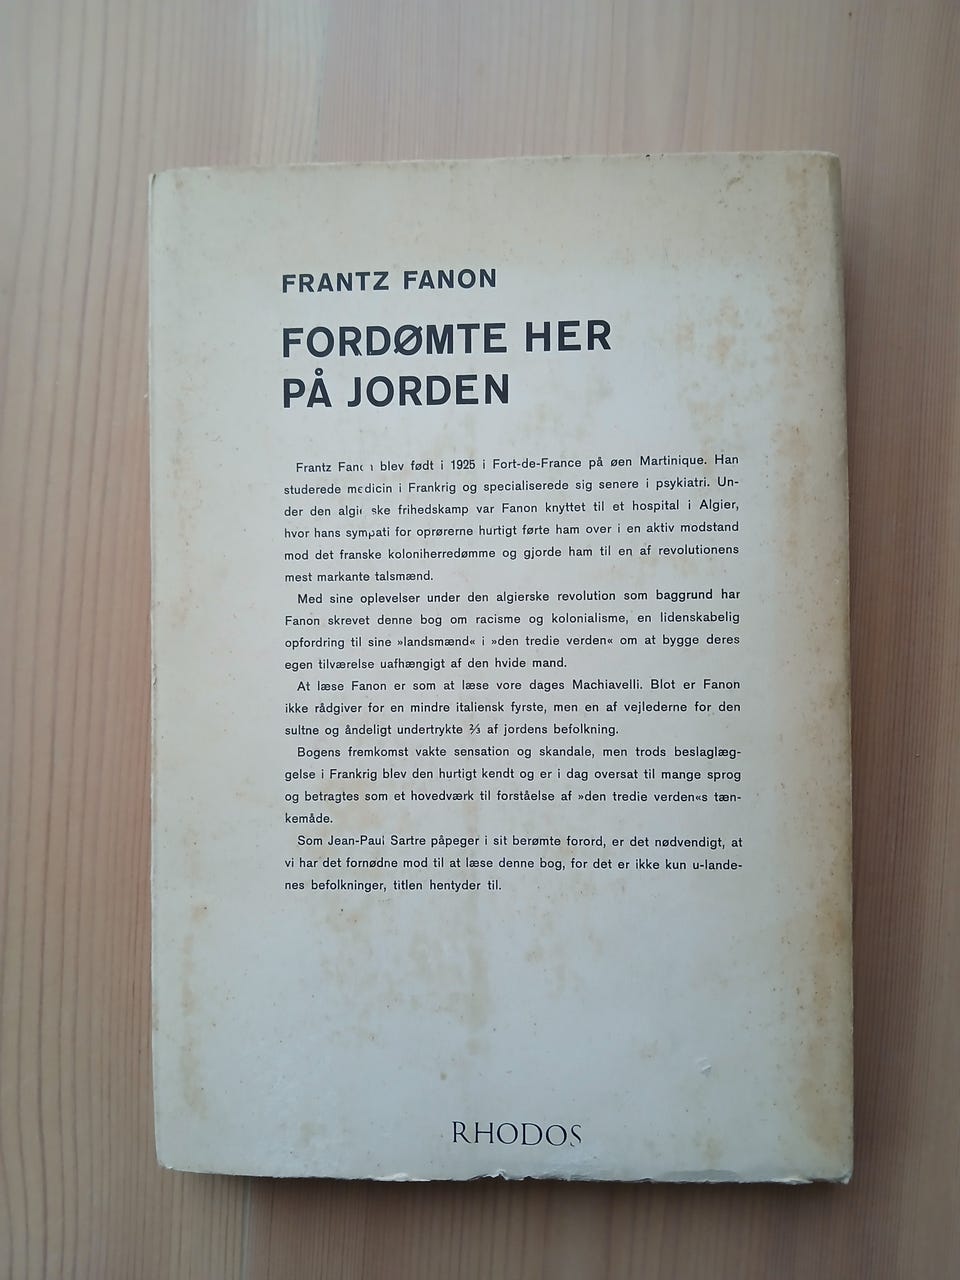 FRANTZ FANON
FORDØMTE HER
PÅ JORDEN
Frantz Fanon blev født i 1925 i Fort-de-France på øen Martinique. Han
studerede medicin i Frankrig og specialiserede sig senere i psykiatri. Un-
der den algierske frihedskamp var Fanon knyttet til et hospital i Algier,
hvor hans sympati for oprørerne hurtigt førte ham over i en aktiv modstand
mod det franske koloniherredømme og gjorde ham til en af revolutionens
mest markante talsmænd.
Med sine oplevelser under den algierske revolution som baggrund har
Fanon skrevet denne bog om racisme og kolonialisme, en lidenskabelig
opfordring til sine »landsmænd« i »den tredie verden« om at bygge deres
egen tilværelse uafhængigt af den hvide mand.
At læse Fanon er som at læse vore dages Machiavelli. Blot er Fanon
ikke rådgiver for en mindre italiensk fyrste, men en af vejlederne for den
sultne og åndeligt undertrykte ⅔ af jordens befolkning.
Bogens fremkomst vakte sensation og skandale, men trods beslaglæg-
gelse i Frankrig blev den hurtigt kendt og er i dag oversat til mange sprog
og betragtes som et hovedværk til forståelse af »den tredie verden«s tæn-
kemåde.
Som Jean-Paul Sartre påpeger i sit berømte forord, er det nødvendigt, at
vi har det fornødne mod til at læse denne bog, for det er ikke kun u-lande-
nes befolkninger, titlen hentyder til.
RHODOS